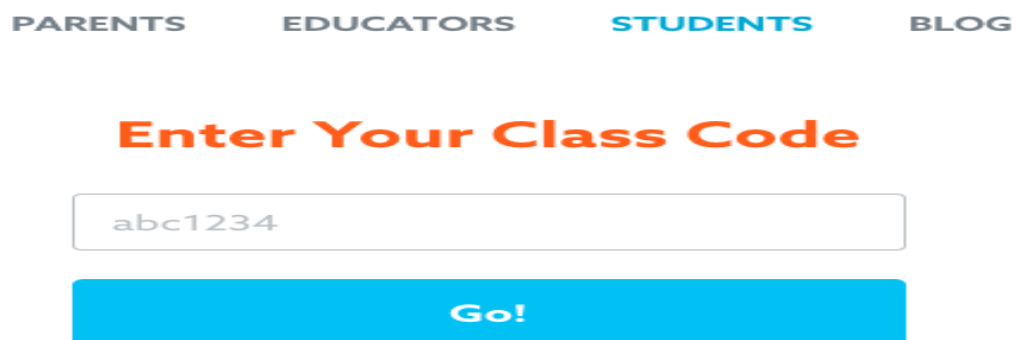 PARENTS EDUCATORS STUDENTS BLOG
Enter Your Class Code
abc1234
Go!